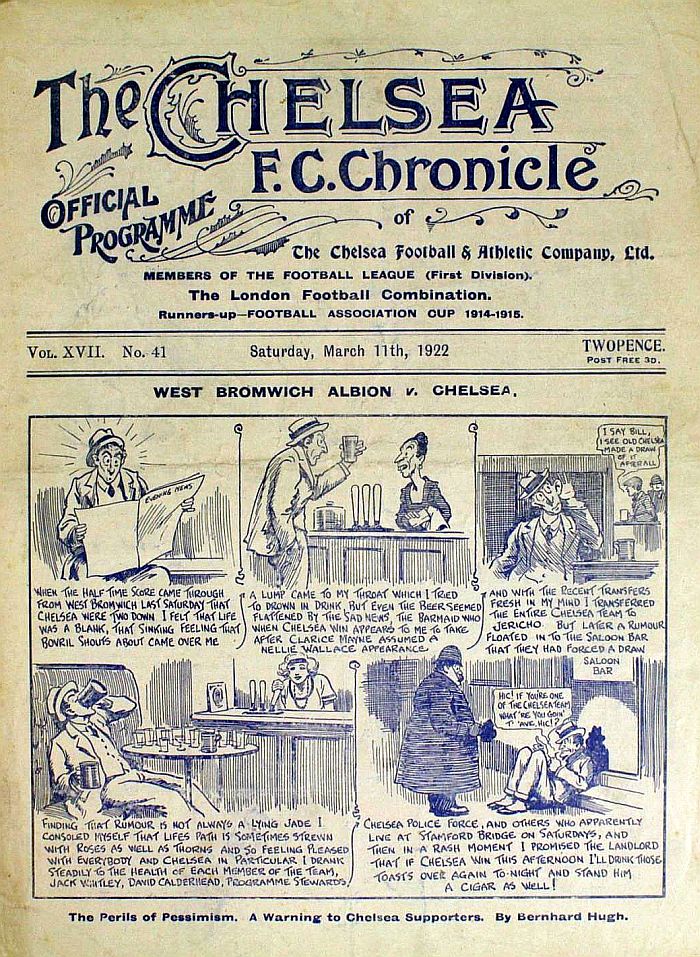 The CHELSEA
F.C. Chronicle
OFFICIAL
PROGRAMME
of
The Chelsea Football & Athletic Company, Ltd.
MEMBERS OF THE FOOTBALL LEAGUE (First Division).
The London Football Combination.
Runners-up—FOOTBALL ASSOCIATION CUP 1914-1915.
VOL. XVII. No. 41
Saturday, March 11th, 1922
TWOPENCE.
POST FREE 3D.
WEST BROMWICH ALBION v. CHELSEA.
EVENING NEWS
I SAY BILL,
I SEE OLD CHELSEA
MADE A DRAW
OF IT
AFTER ALL
WHEN THE HALF TIME SCORE CAME THROUGH
FROM WEST BROMWICH LAST SATURDAY THAT
CHELSEA WERE TWO DOWN I FELT THAT LIFE
WAS A BLANK, THAT SINKING FEELING THAT
BOVRIL SHOUTS ABOUT CAME OVER ME
A LUMP CAME TO MY THROAT WHICH I TRIED
TO DROWN IN DRINK, BUT EVEN THE BEER SEEMED
FLATTENED BY THE SAD NEWS, THE BARMAID WHO
WHEN CHELSEA WIN APPEARS TO ME TO TAKE
AFTER CLARICE MAYNE ASSUMED A
NELLIE WALLACE APPEARANCE
AND WITH THE RECENT TRANSFERS
FRESH IN MY MIND I TRANSFERRED
THE ENTIRE CHELSEA TEAM TO
JERICHO. BUT LATER A RUMOUR
FLOATED IN TO THE SALOON BAR
THAT THEY HAD FORCED A DRAW
SALOON
BAR
HIC! IF YOU'RE ONE
OF THE CHELSEA TEAM
WHAT 'RE YOU GOIN'
T' 'AVE, HIC!?
FINDING THAT RUMOUR IS NOT ALWAYS A LYING JADE I
CONSOLED MYSELF THAT LIFES PATH IS SOMETIMES STREWN
WITH ROSES AS WELL AS THORNS AND SO FEELING PLEASED
WITH EVERYBODY AND CHELSEA IN PARTICULAR I DRANK
STEADILY TO THE HEALTH OF EACH MEMBER OF THE TEAM,
JACK WHITLEY, DAVID CALDERHEAD, PROGRAMME STEWARDS,
CHELSEA POLICE FORCE, AND OTHERS WHO APPARENTLY
LIVE AT STAMFORD BRIDGE ON SATURDAYS, AND
THEN IN A RASH MOMENT I PROMISED THE LANDLORD
THAT IF CHELSEA WIN THIS AFTERNOON I'LL DRINK THOSE
TOASTS OVER AGAIN TO-NIGHT AND STAND HIM
A CIGAR AS WELL!
The Perils of Pessimism. A Warning to Chelsea Supporters. By Bernhard Hugh.